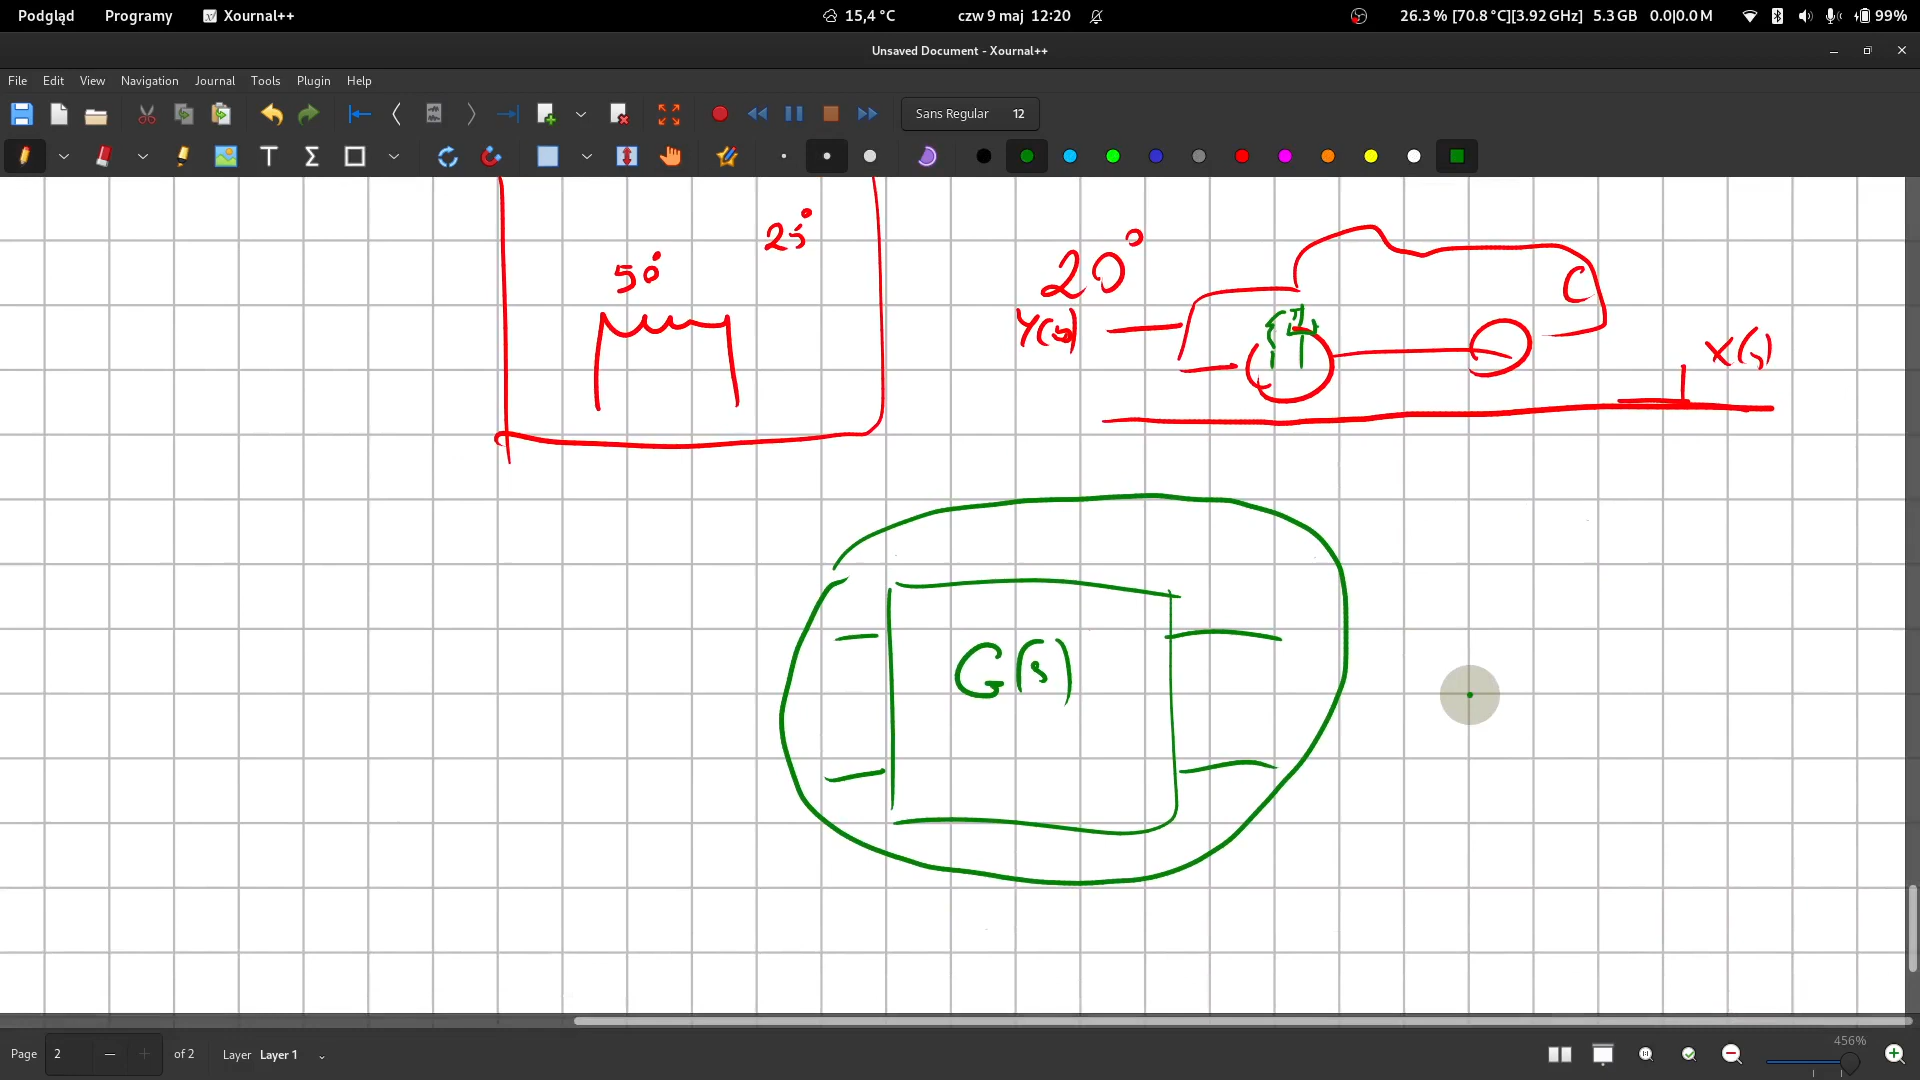 Podgląd Programy Xournal++ 15,4 °C czw 9 maj 12:20 26.3 % [70.8 °C][3.92 GHz] 5.3 GB 0.0|0.0 M 99%
Unsaved Document - Xournal++
File Edit View Navigation Journal Tools Plugin Help
Sans Regular 12
T Σ
25°
50°
20°
C
Y(s)
X(s)
G(s)
Page 2 of 2 Layer Layer 1 456%